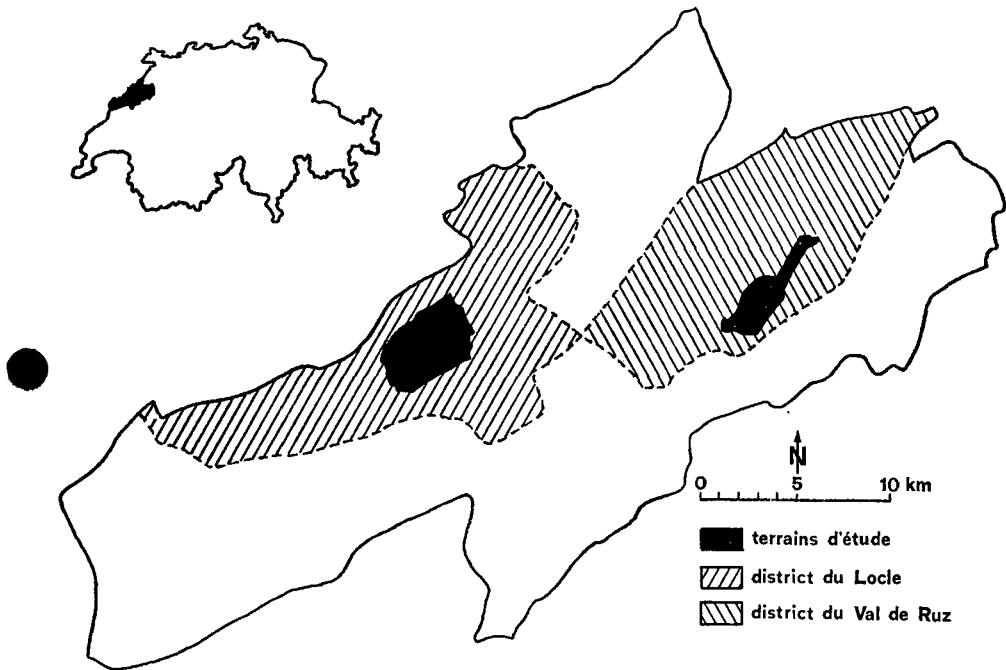 N
0 5 10 km
terrains d'étude
district du Locle
district du Val de Ruz